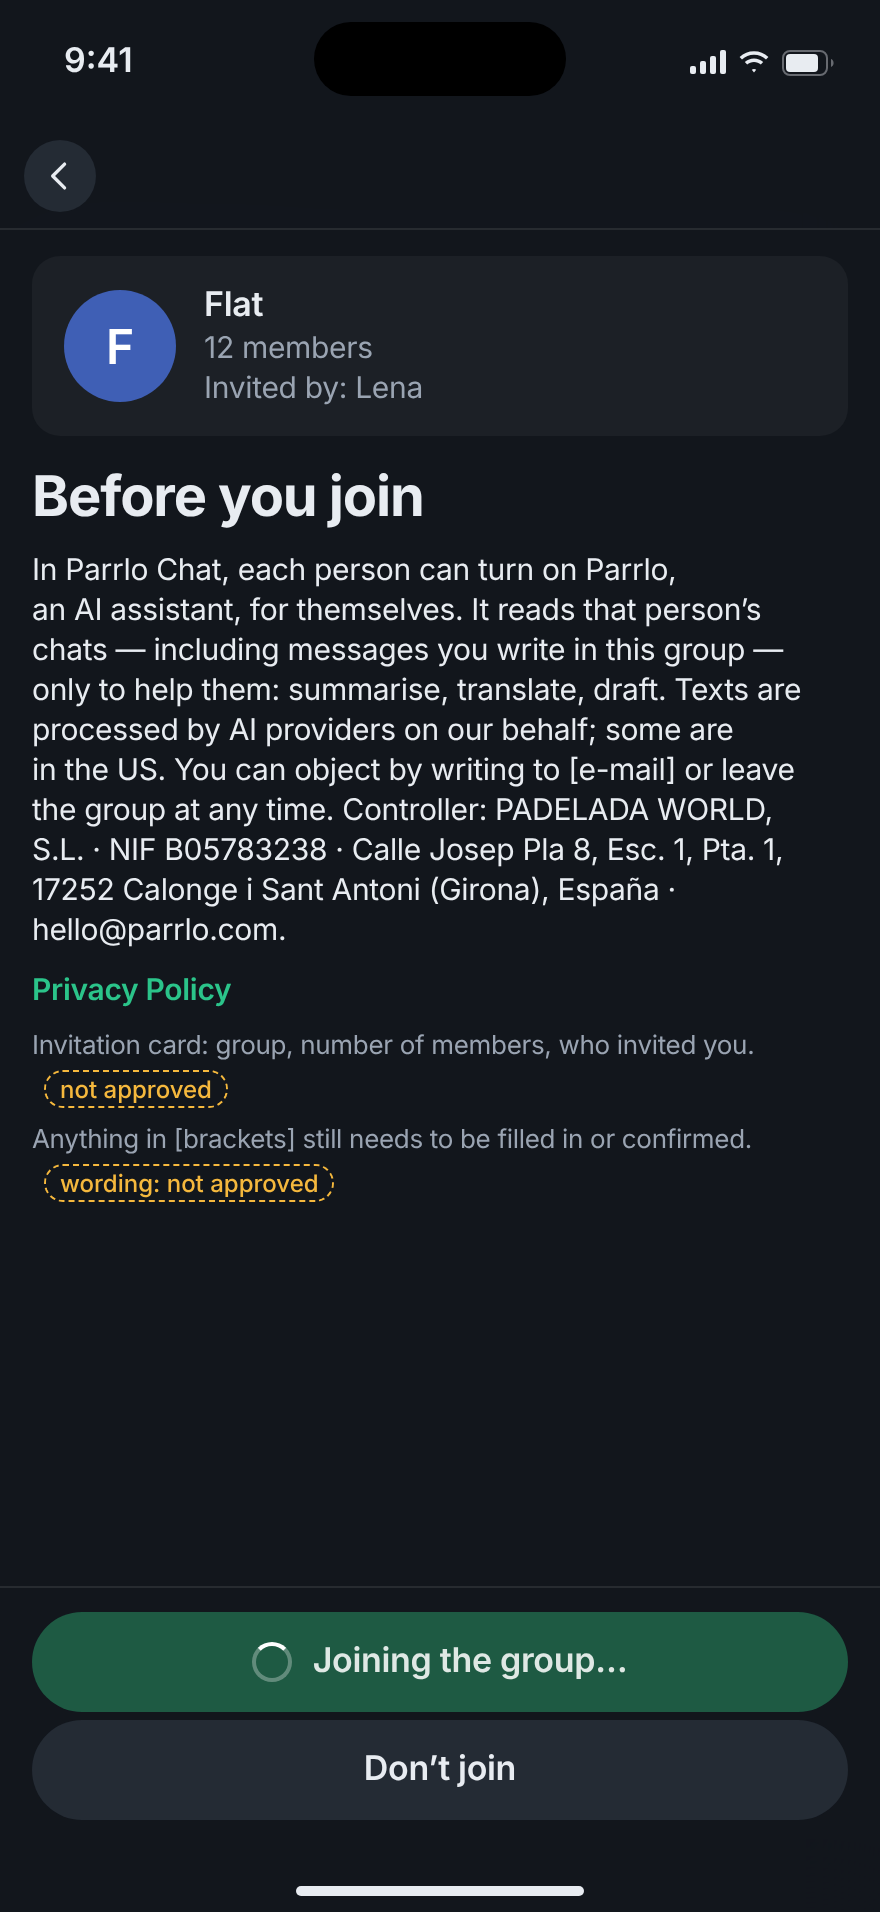 9:41
F
Flat
12 members
Invited by: Lena
Before you join
In Parrlo Chat, each person can turn on Parrlo,
an AI assistant, for themselves. It reads that person’s
chats — including messages you write in this group —
only to help them: summarise, translate, draft. Texts are
processed by AI providers on our behalf; some are
in the US. You can object by writing to [e-mail] or leave
the group at any time. Controller: PADELADA WORLD,
S.L. · NIF B05783238 · Calle Josep Pla 8, Esc. 1, Pta. 1,
17252 Calonge i Sant Antoni (Girona), España ·
hello@parrlo.com.
Privacy Policy
Invitation card: group, number of members, who invited you.
not approved
Anything in [brackets] still needs to be filled in or confirmed.
wording: not approved
Joining the group…
Don’t join